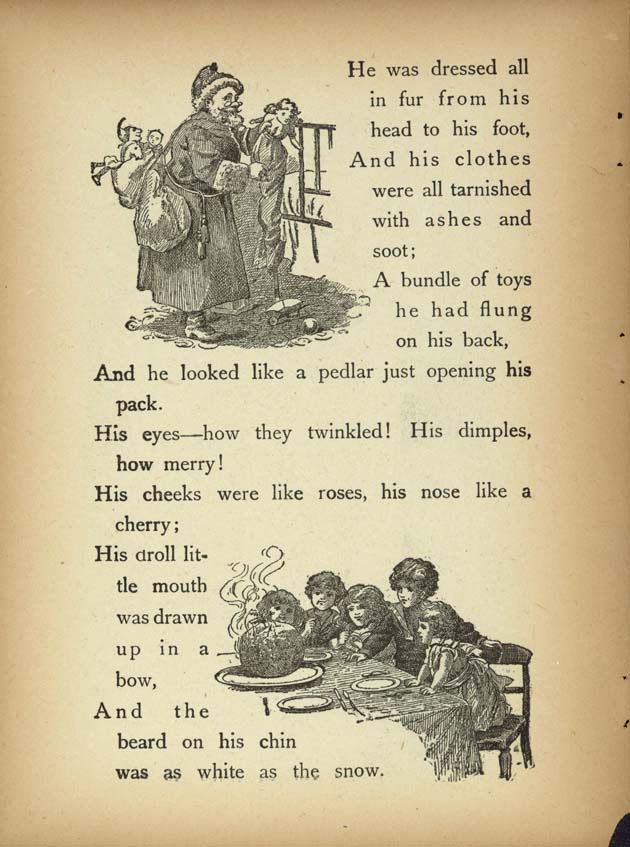 He was dressed all
in fur from his
head to his foot,
And his clothes
were all tarnished
with ashes and
soot;
A bundle of toys
he had flung
on his back,
And he looked like a pedlar just opening his
pack.
His eyes—how they twinkled! His dimples,
how merry!
His cheeks were like roses, his nose like a
cherry;
His droll lit-
tle mouth
was drawn
up in a
bow,
And the
beard on his chin
was as white as the snow.